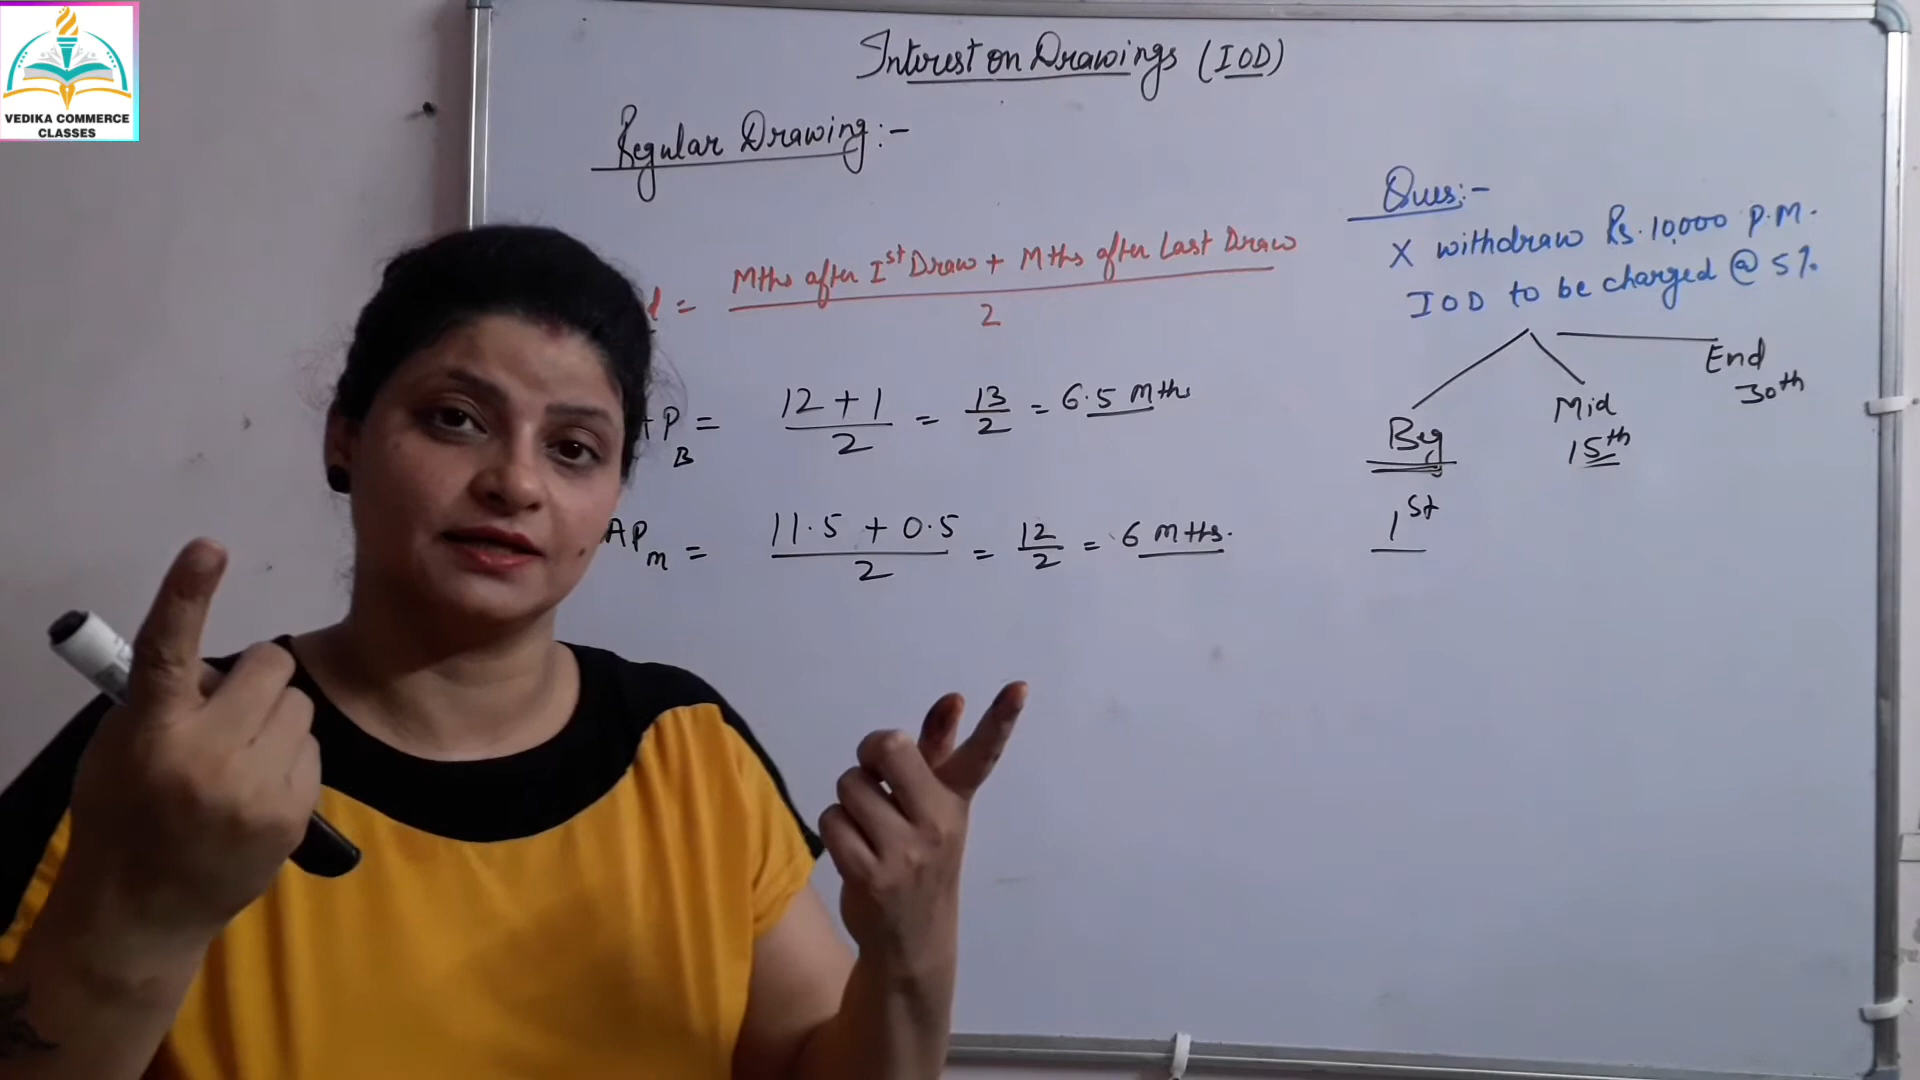 VEDIKA COMMERCE
CLASSES
Interest on Drawings (IOD)
Regular Drawing:-
= Mths after Ist Draw + Mths after Last Draw
2
P B = 12 + 1 / 2 = 13/2 = 6.5 Mths
AP m = 11.5 + 0.5 / 2 = 12/2 = 6 mths.
Ques:-
X withdraw Rs. 10,000 P.M.
IOD to be charged @ 5%
Beg
1st
Mid
15th
End
30th